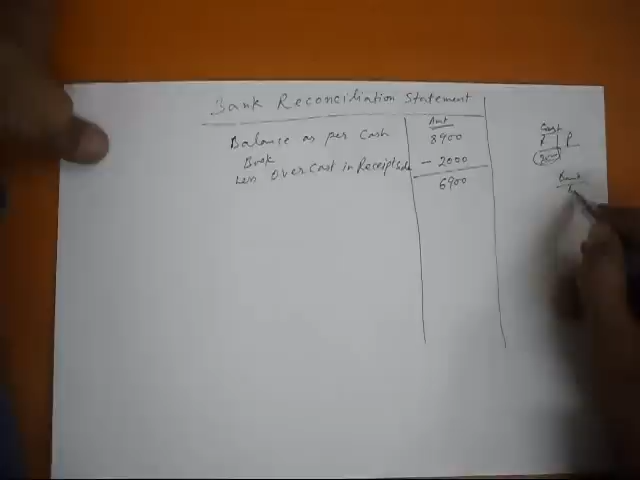 Bank Reconciliation Statement
Amt
Balance as per Cash 8900
Book
Less Over Cast in Receipt Side - 2000
6900
Cash
R P
2000
Bank